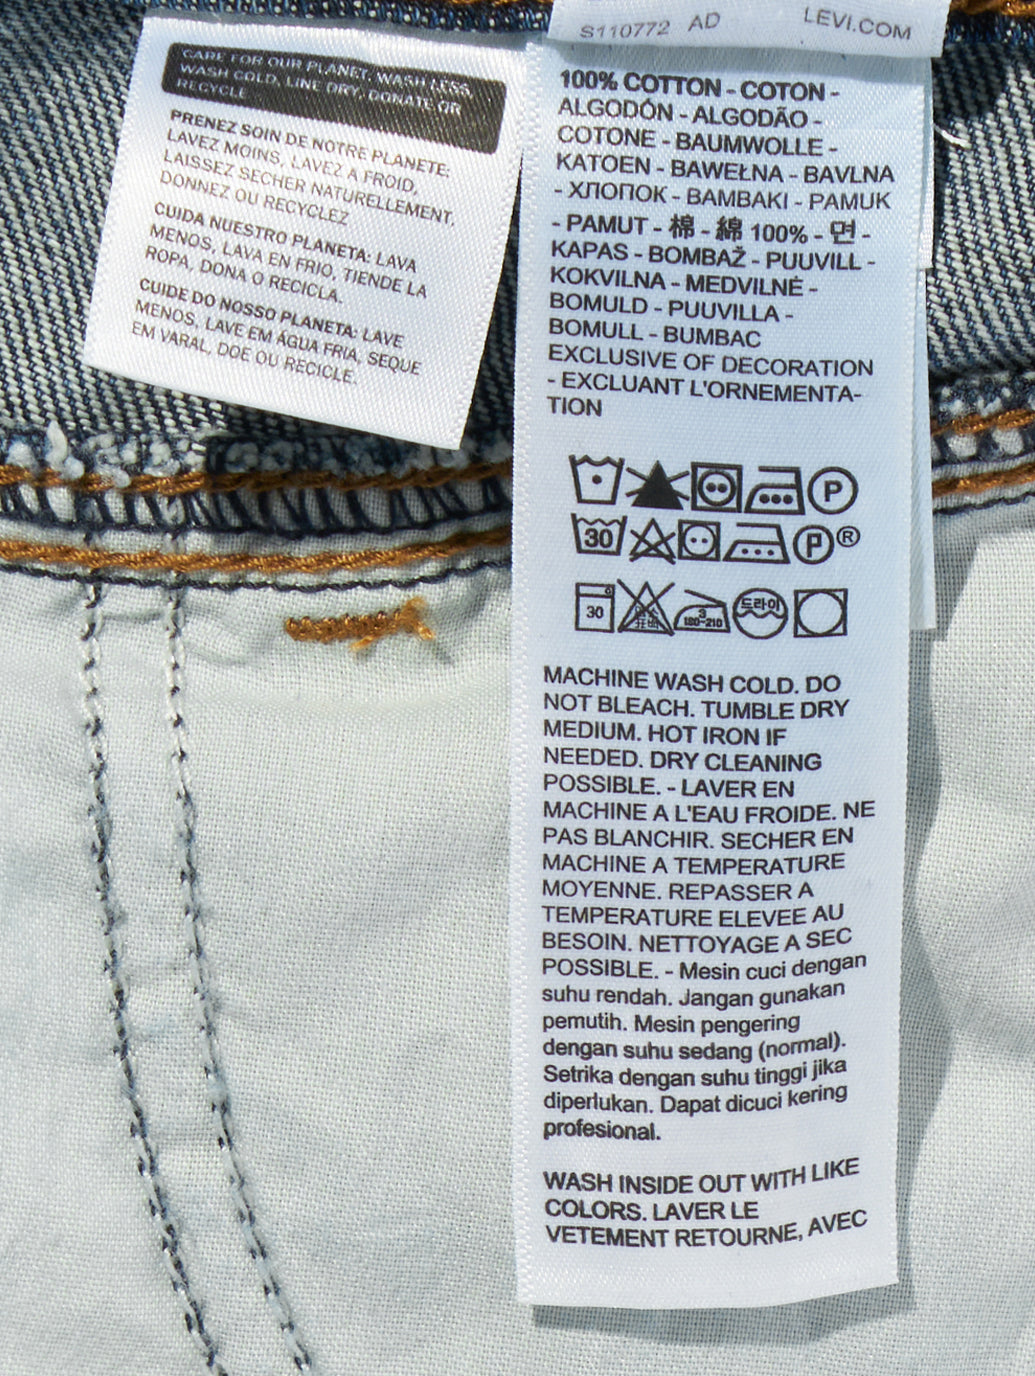 CARE FOR OUR PLANET: WASH LESS,
WASH COLD, LINE DRY, DONATE OR
RECYCLE
PRENEZ SOIN DE NOTRE PLANETE:
LAVEZ MOINS, LAVEZ A FROID,
LAISSEZ SECHER NATURELLEMENT,
DONNEZ OU RECYCLEZ
CUIDA NUESTRO PLANETA: LAVA
MENOS, LAVA EN FRIO, TIENDE LA
ROPA, DONA O RECICLA.
CUIDE DO NOSSO PLANETA: LAVE
MENOS, LAVE EM ÁGUA FRIA, SEQUE
EM VARAL, DOE OU RECICLE.
S110772 AD LEVI.COM
100% COTTON - COTON -
ALGODÓN - ALGODÃO -
COTONE - BAUMWOLLE -
KATOEN - BAWEŁNA - BAVLNA
- ХЛОПОК - BAMBAKI - PAMUK
- PAMUT - 棉 - 綿 100% - 면 -
KAPAS - BOMBAŽ - PUUVILL -
KOKVILNA - MEDVILNĖ -
BOMULD - PUUVILLA -
BOMULL - BUMBAC
EXCLUSIVE OF DECORATION
- EXCLUANT L'ORNEMENTA-
TION
P
30 P ®
30 3 180-210 드라이
MACHINE WASH COLD. DO
NOT BLEACH. TUMBLE DRY
MEDIUM. HOT IRON IF
NEEDED. DRY CLEANING
POSSIBLE. - LAVER EN
MACHINE A L'EAU FROIDE. NE
PAS BLANCHIR. SECHER EN
MACHINE A TEMPERATURE
MOYENNE. REPASSER A
TEMPERATURE ELEVEE AU
BESOIN. NETTOYAGE A SEC
POSSIBLE. - Mesin cuci dengan
suhu rendah. Jangan gunakan
pemutih. Mesin pengering
dengan suhu sedang (normal).
Setrika dengan suhu tinggi jika
diperlukan. Dapat dicuci kering
profesional.
WASH INSIDE OUT WITH LIKE
COLORS. LAVER LE
VETEMENT RETOURNE, AVEC